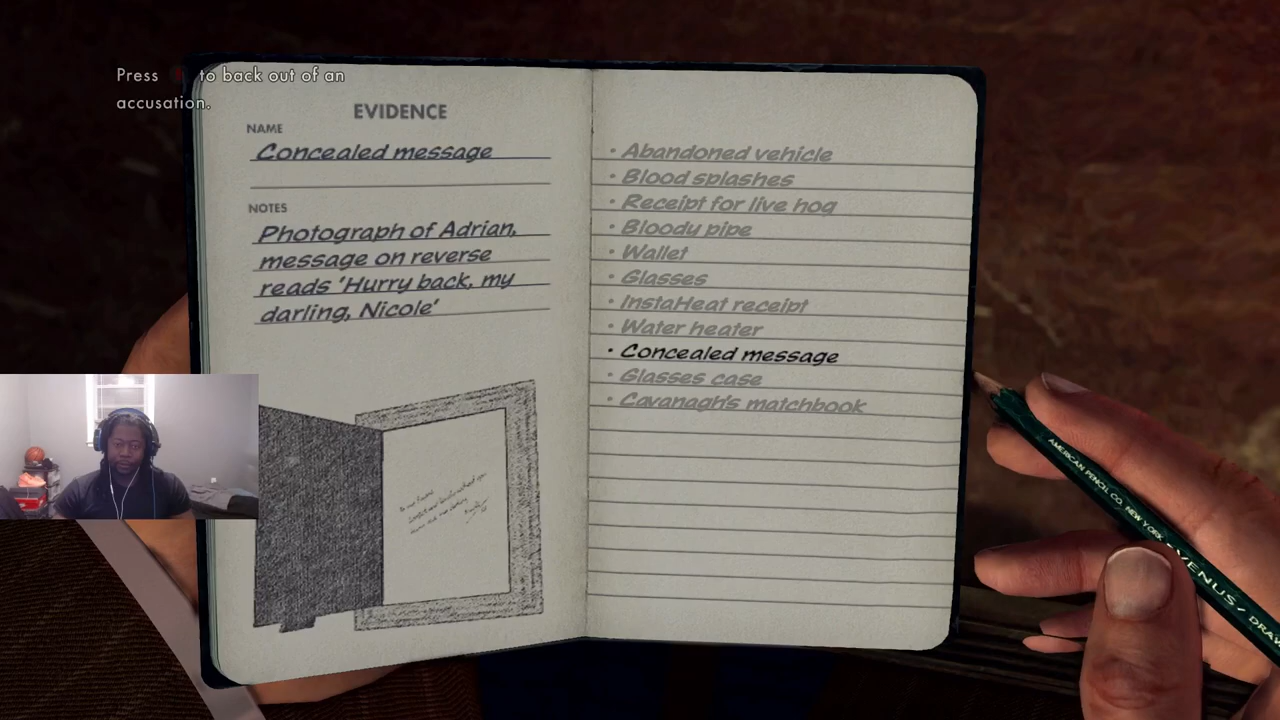 Press to back out of an
accusation.
EVIDENCE
NAME
Concealed message
NOTES
Photograph of Adrian,
message on reverse
reads 'Hurry back, my
darling, Nicole'
• Abandoned vehicle
• Blood splashes
• Receipt for live hog
• Bloody pipe
• Wallet
• Glasses
• InstaHeat receipt
• Water heater
• Concealed message
• Glasses case
• Cavanagh's matchbook
AMERICAN PENCIL CO. NEW YORK
VENUS